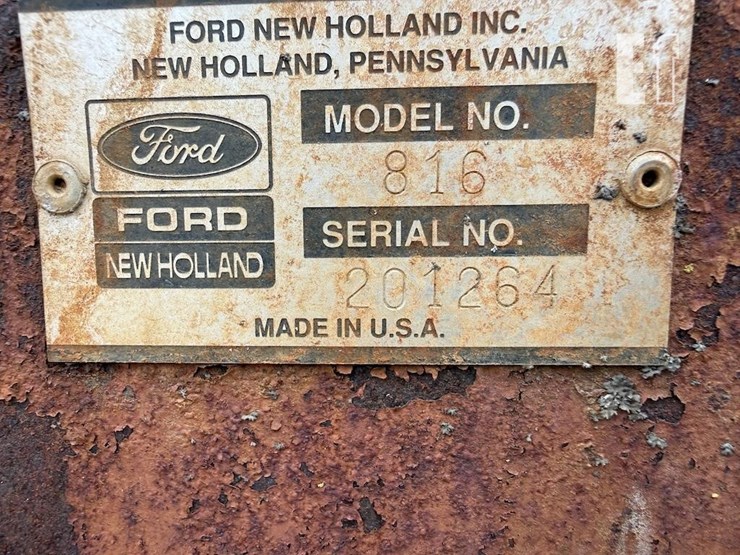 FORD NEW HOLLAND INC.
NEW HOLLAND, PENNSYLVANIA
Ford
FORD
NEW HOLLAND
MODEL NO.
816
SERIAL NO.
201264
MADE IN U.S.A.